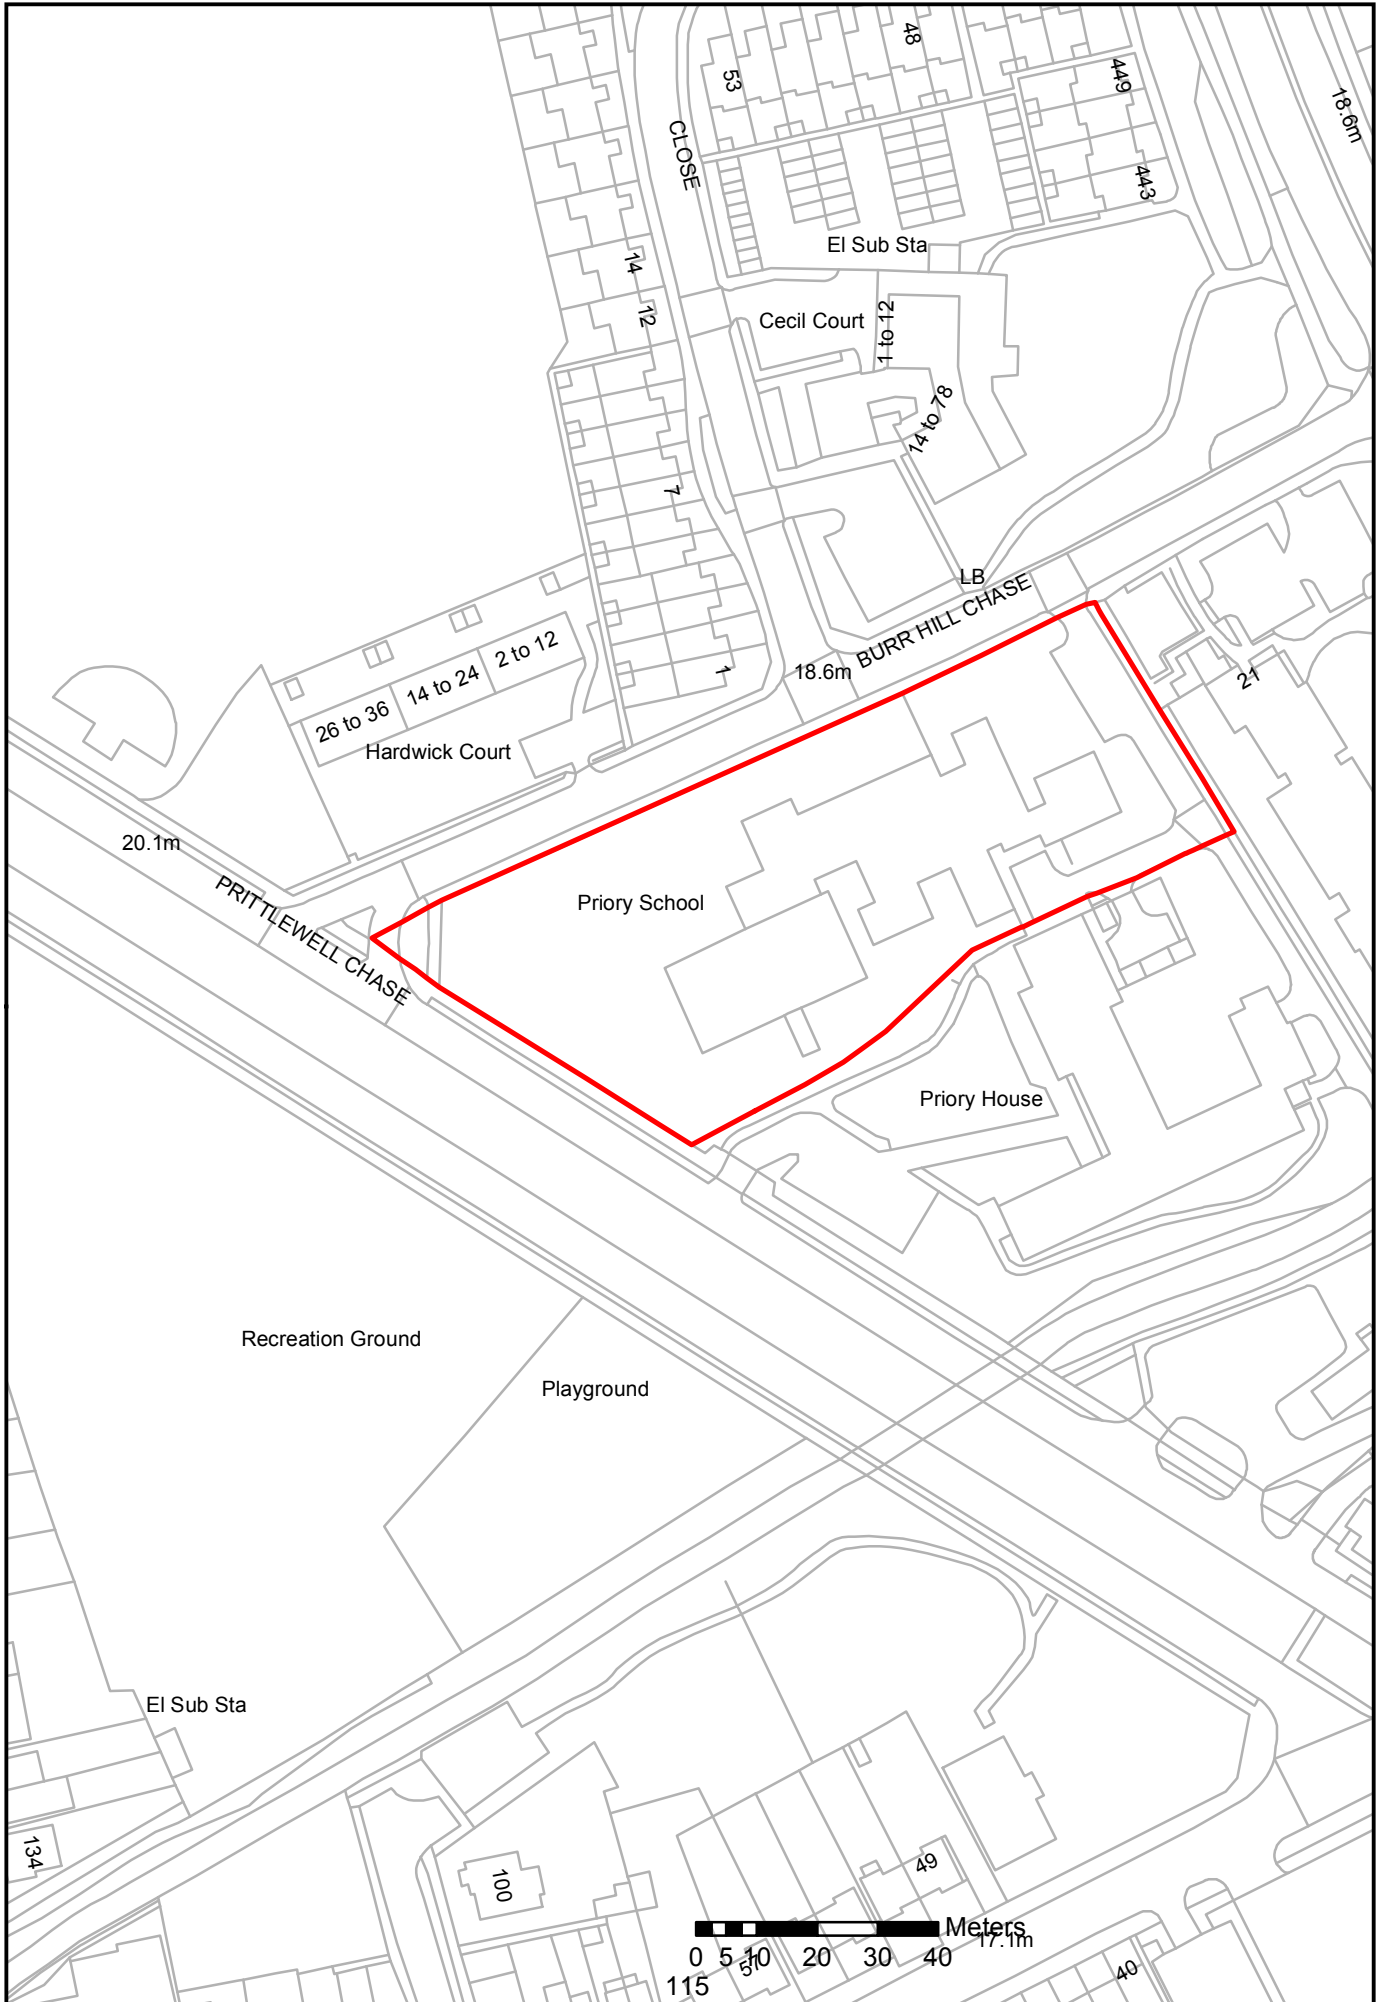 48
53
449
18.6m
CLOSE
443
El Sub Sta
14
12
Cecil Court
1 to 12
14 to 78
7
LB
BURR HILL CHASE
2 to 12
14 to 24
26 to 36
1
18.6m
21
Hardwick Court
20.1m
PRITTLEWELL CHASE
Priory School
Priory House
Recreation Ground
Playground
El Sub Sta
134
100
49
Meters
17.1m
0 5 10 20 30 40
57
40
115